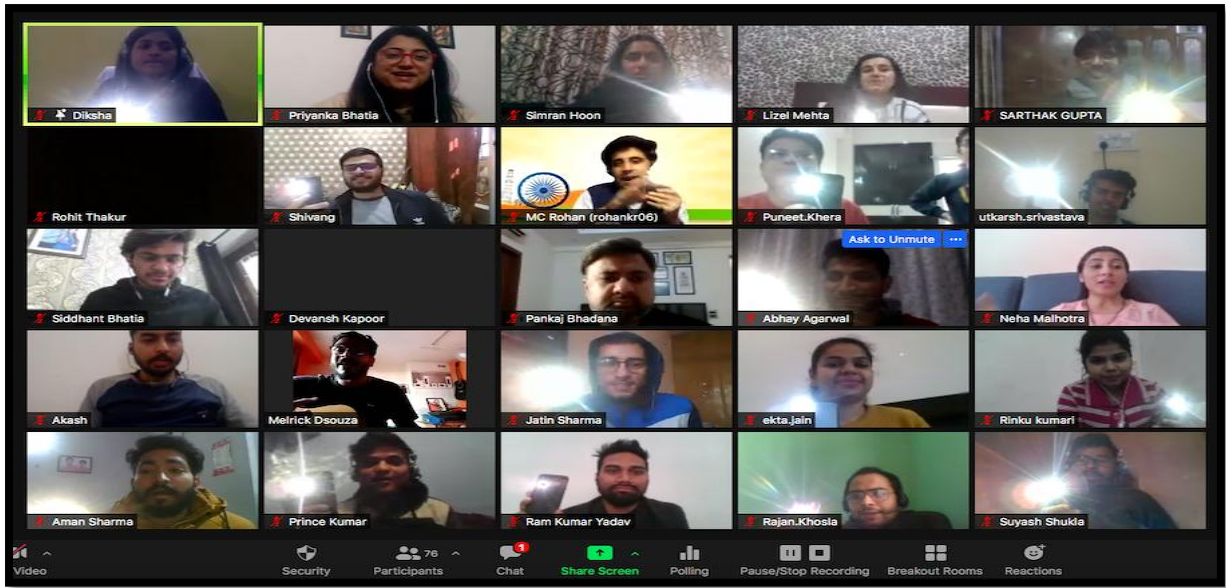 Diksha
Priyanka Bhatia
Simran Hoon
Lizel Mehta
SARTHAK GUPTA
Rohit Thakur
Shivang
MC Rohan (rohankr06)
Puneet.Khera
utkarsh.srivastava
Siddhant Bhatia
Devansh Kapoor
Pankaj Bhadana
Ask to Unmute ...
Abhay Agarwal
Neha Malhotra
Akash
Melrick Dsouza
Jatin Sharma
ekta.jain
Rinku kumari
Aman Sharma
Prince Kumar
Ram Kumar Yadav
Rajan.Khosla
Suyash Shukla
Video
Security
76
Participants
1
Chat
Share Screen
Polling
Pause/Stop Recording
Breakout Rooms
Reactions